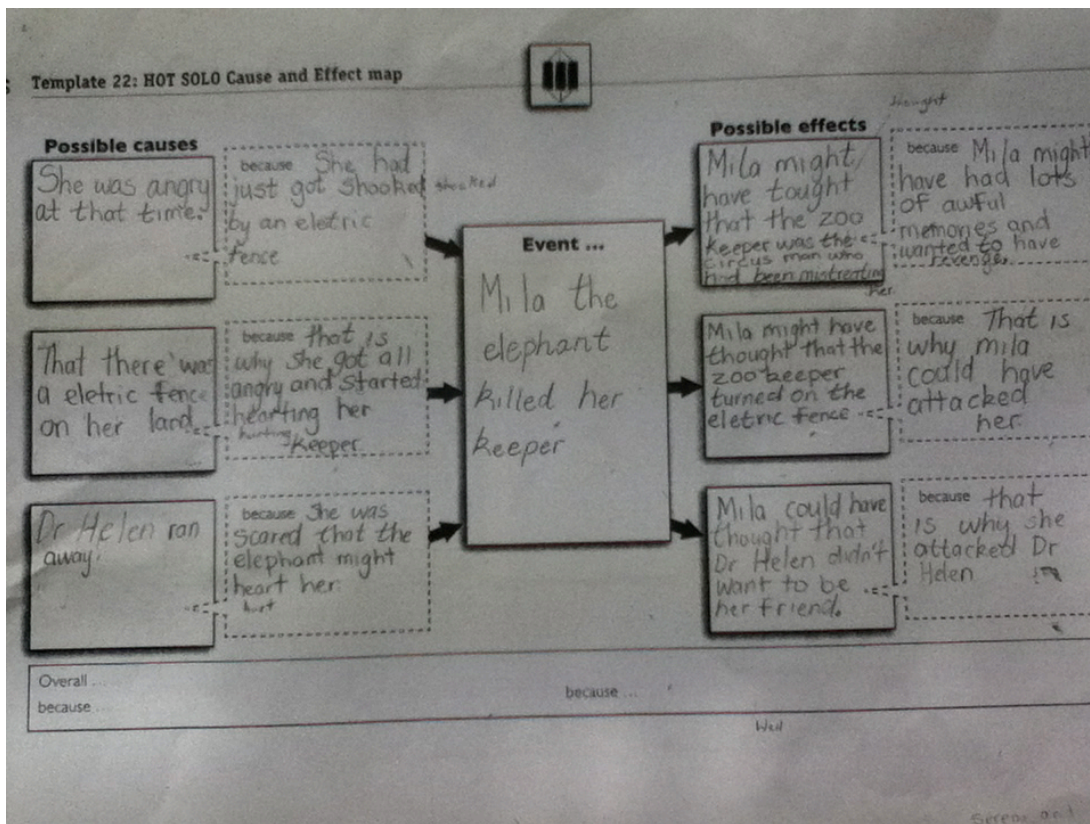 Template 22: HOT SOLO Cause and Effect map
thought
Possible causes
She was angry
at that time.
because She had
just got shooked shocked
by an eletric
fence
That there was
a eletric fence
on her land
because that is
why she got all
angry and started
hearting her
hurting
keeper
Dr Helen ran
away.
because She was
scared that the
elephant might
heart her.
hurt
Event ...
Mila the
elephant
killed her
keeper
Possible effects
Mila might
have tought
that the zoo
keeper was the
circus man who
had been mistreating
her.
because Mila might
have had lots
of awful
memories and
wanted to have
revenge.
Mila might have
thought that the
zoo keeper
turned on the
eletric fence
because That is
why mila
could have
attacked
her.
Mila could have
thought that
Dr Helen didn't
want to be
her friend.
because that
is why she
attacked Dr
Helen
Overall ...
because ...
because ...